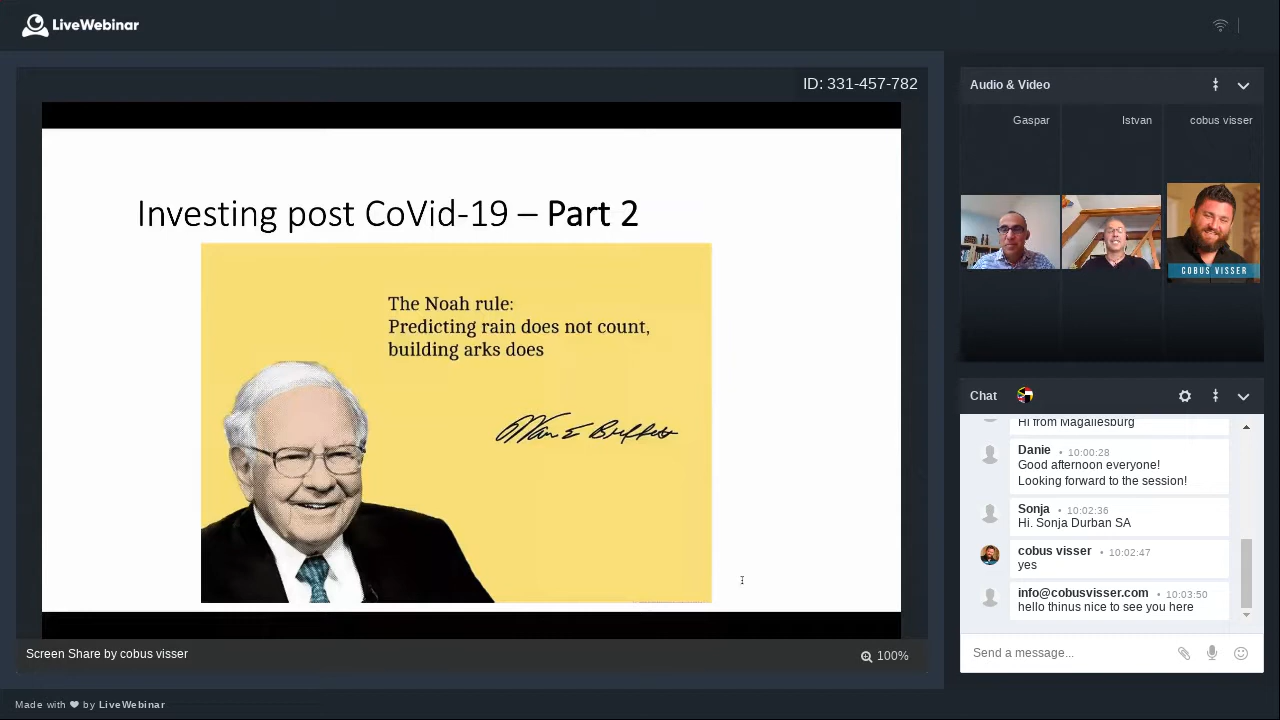 LiveWebinar
ID: 331-457-782
Investing post CoVid-19 – Part 2
The Noah rule:
Predicting rain does not count,
building arks does
Warren E Buffett
Screen Share by cobus visser
100%
Made with ❤ by LiveWebinar
Audio & Video
Gaspar
Istvan
cobus visser
COBUS VISSER
Chat
Hi from Magaliesburg
Danie • 10:00:28
Good afternoon everyone!
Looking forward to the session!
Sonja • 10:02:36
Hi. Sonja Durban SA
cobus visser • 10:02:47
yes
info@cobusvisser.com • 10:03:50
hello thinus nice to see you here
Send a message...